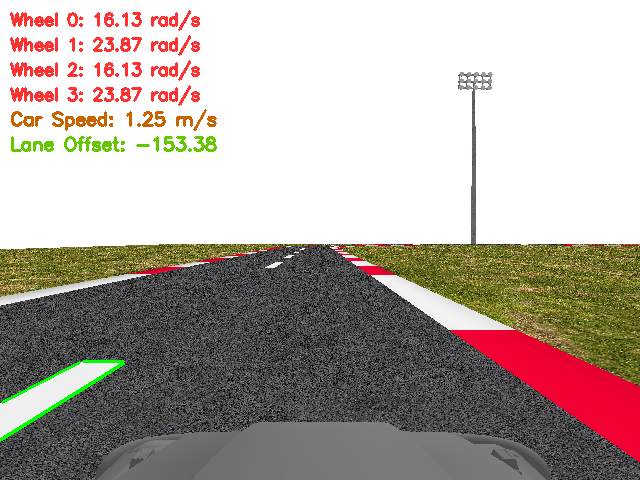 Wheel 0: 16.13 rad/s
Wheel 1: 23.87 rad/s
Wheel 2: 16.13 rad/s
Wheel 3: 23.87 rad/s
Car Speed: 1.25 m/s
Lane Offset: -153.38